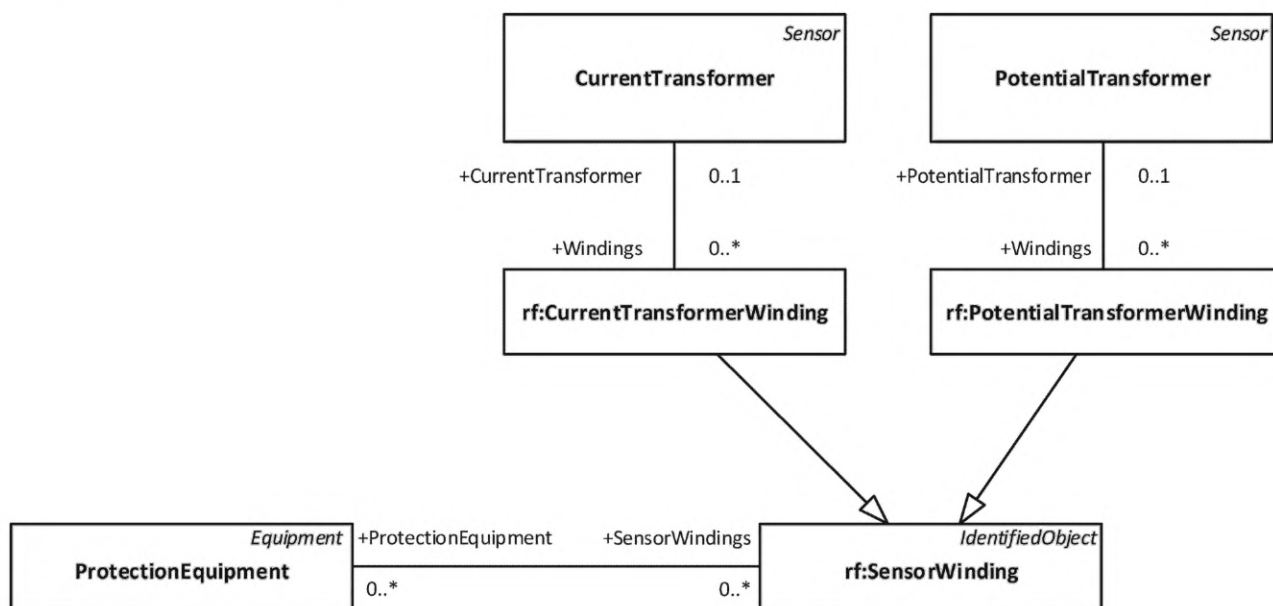 Sensor
CurrentTransformer
Sensor
PotentialTransformer
+CurrentTransformer 0..1
+PotentialTransformer 0..1
+Windings 0..*
+Windings 0..*
rf:CurrentTransformerWinding
rf:PotentialTransformerWinding
Equipment
ProtectionEquipment
+ProtectionEquipment +SensorWindings
0..* 0..*
IdentifiedObject
rf:SensorWinding